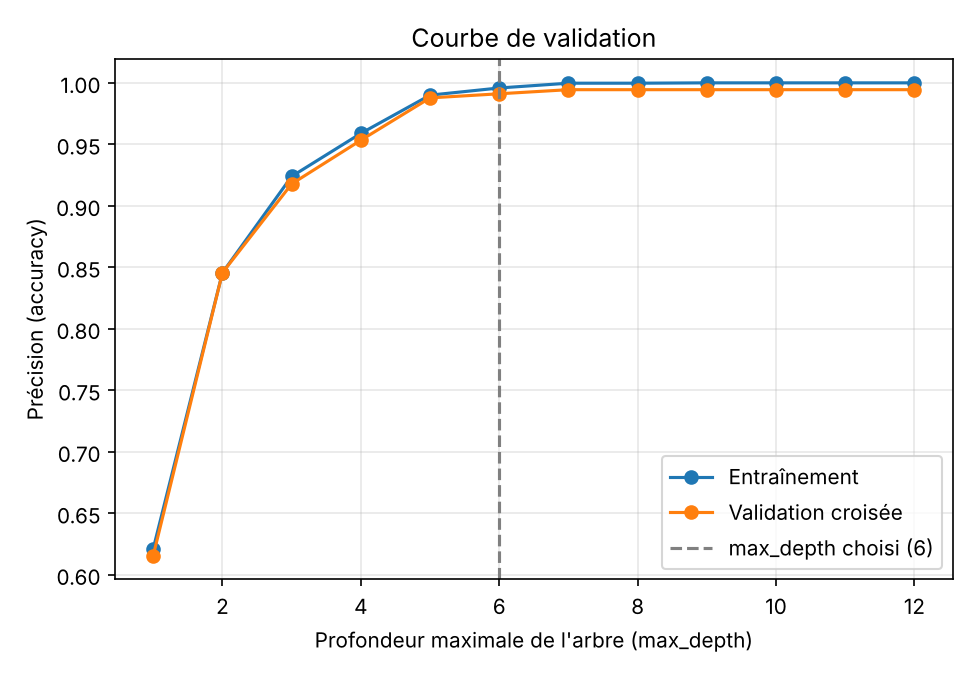 Courbe de validation
Précision (accuracy)
1.00
0.95
0.90
0.85
0.80
0.75
0.70
0.65
0.60
Entraînement
Validation croisée
max_depth choisi (6)
2 4 6 8 10 12
Profondeur maximale de l'arbre (max_depth)